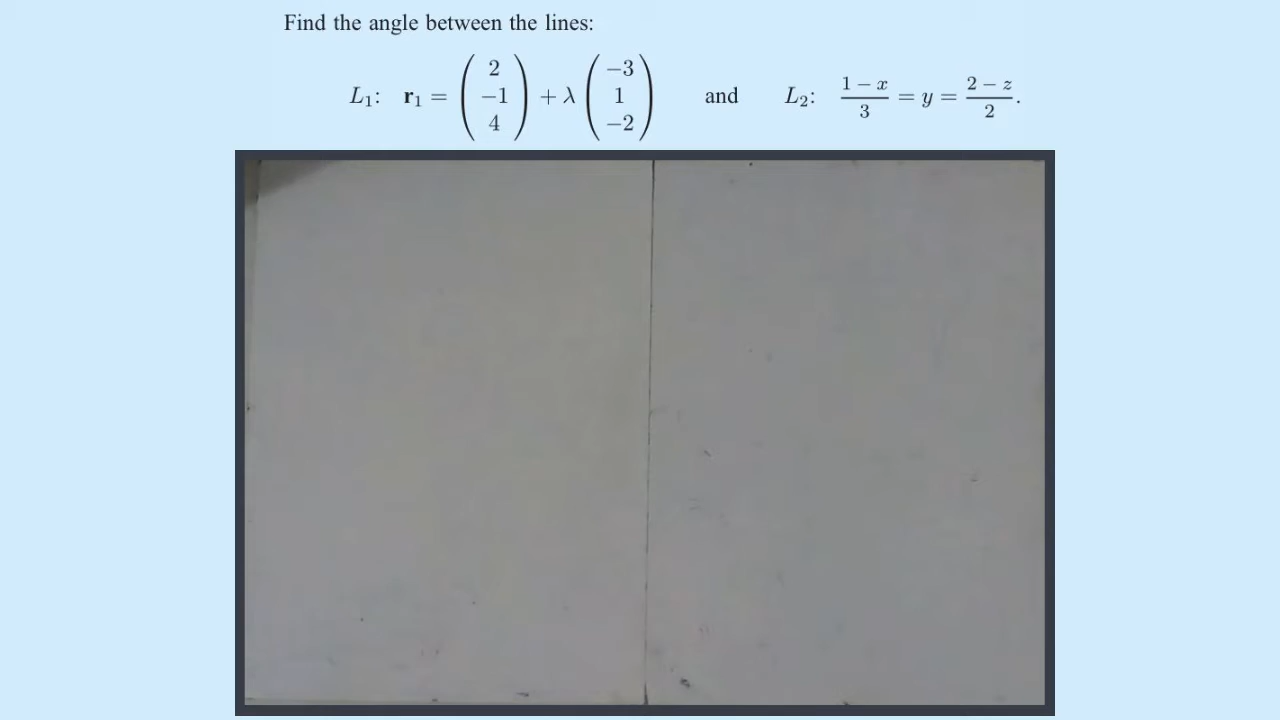 Find the angle between the lines:
L₁: r₁ = (2, −1, 4) + λ (−3, 1, −2) and L₂: (1 − x)/3 = y = (2 − z)/2.